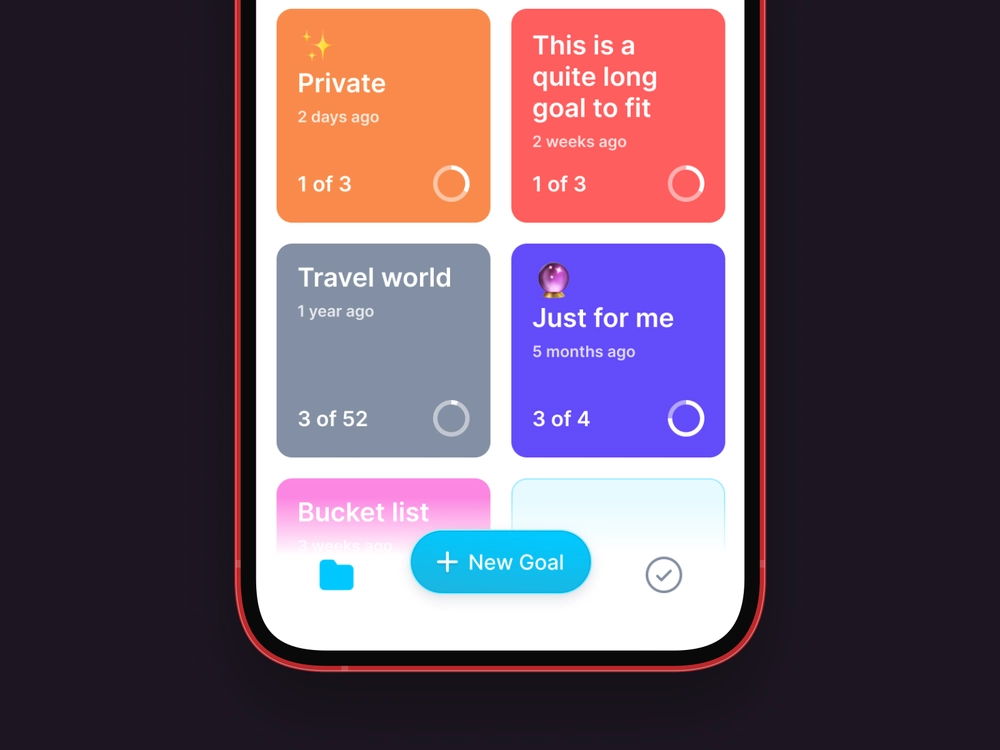 Private
2 days ago
1 of 3
This is a
quite long
goal to fit
2 weeks ago
1 of 3
Travel world
1 year ago
3 of 52
Just for me
5 months ago
3 of 4
Bucket list
3 weeks ago
New Goal